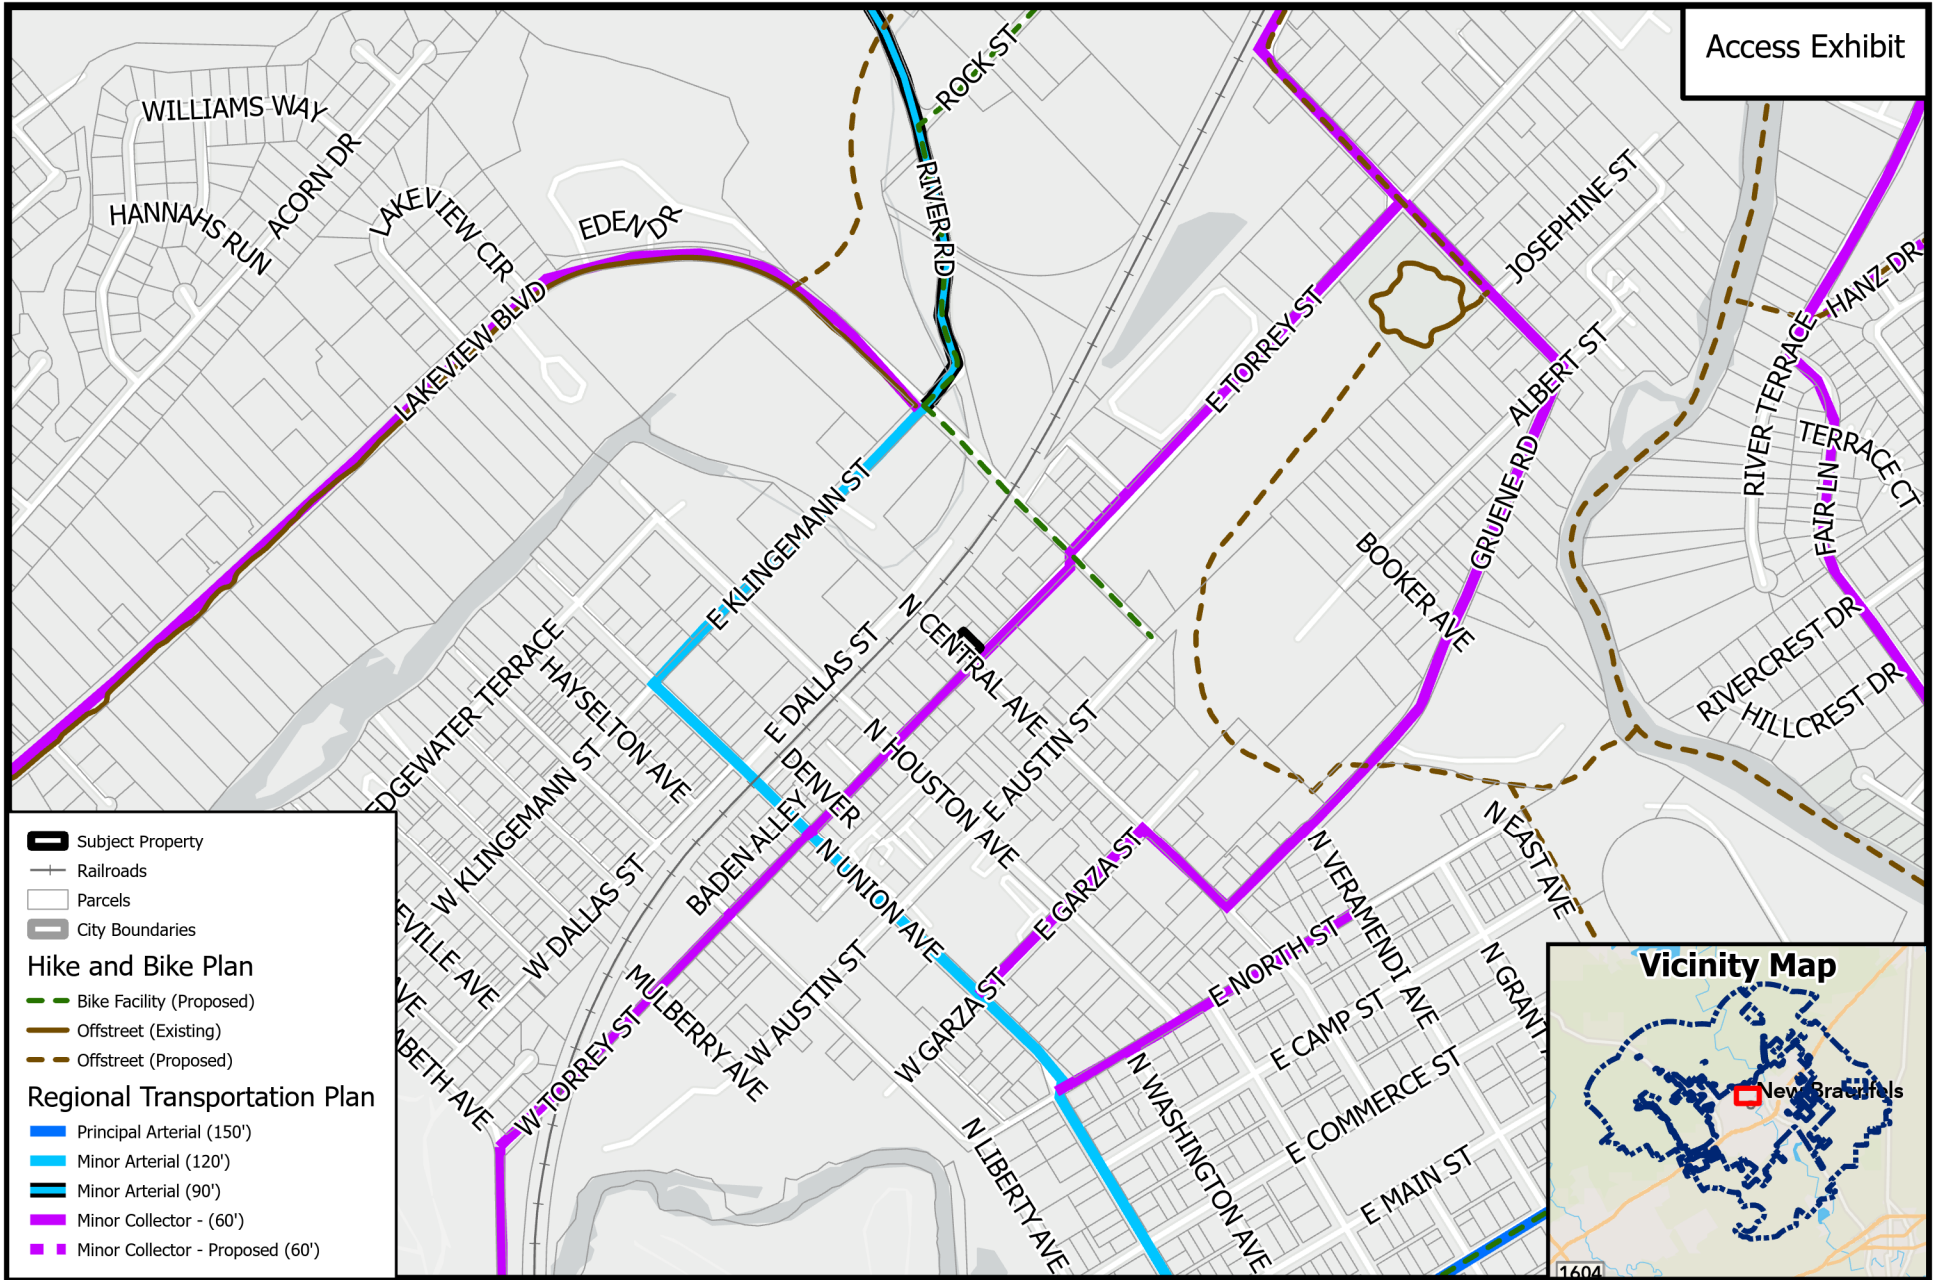 Access Exhibit
WILLIAMS WAY
ACORN DR
HANNAHS RUN
LAKEVIEW CIR
EDEN DR
LAKEVIEW BLVD
RIVER RD
ROCK ST
JOSEPHINE ST
E TORREY ST
ALBERT ST
GRUENE RD
BOOKER AVE
HANZ DR
RIVER TERRACE
TERRACE CT
FAIR LN
RIVERCREST DR
HILLCREST DR
E KLINGEMANN ST
N CENTRAL AVE
E DALLAS ST
EDGEWATER TERRACE
HAYSELTON AVE
W KLINGEMANN ST
DENVER
BADEN ALLEY
N HOUSTON AVE
E AUSTIN ST
N UNION AVE
E GARZA ST
W DALLAS ST
MULBERRY AVE
W AUSTIN ST
W GARZA ST
W TORREY ST
EVILLE AVE
AVE
ABETH AVE
N VERAMENDI AVE
N EAST AVE
N GRANT
E NORTH ST
E CAMP ST
E COMMERCE ST
E MAIN ST
N WASHINGTON AVE
N LIBERTY AVE
Subject Property
Railroads
Parcels
City Boundaries
Hike and Bike Plan
Bike Facility (Proposed)
Offstreet (Existing)
Offstreet (Proposed)
Regional Transportation Plan
Principal Arterial (150')
Minor Arterial (120')
Minor Arterial (90')
Minor Collector - (60')
Minor Collector - Proposed (60')
Vicinity Map
New Braunfels
1604